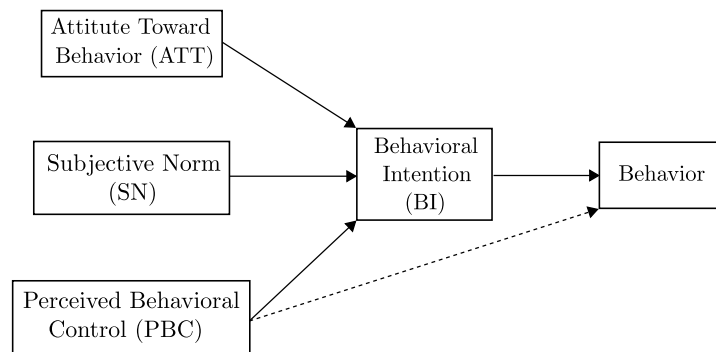 Attitute Toward
Behavior (ATT)
Subjective Norm
(SN)
Perceived Behavioral
Control (PBC)
Behavioral
Intention
(BI)
Behavior